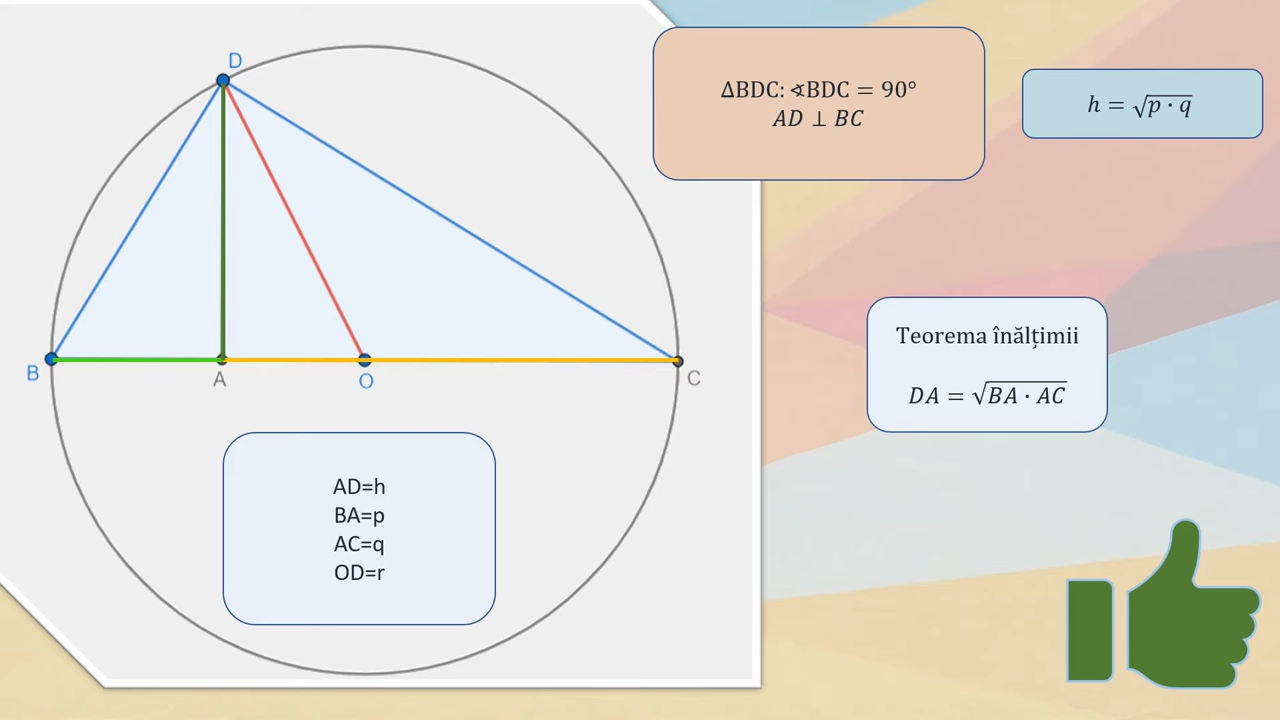 D
B
A
O
C
AD=h
BA=p
AC=q
OD=r
ΔBDC: ∢BDC = 90°
AD ⊥ BC
h = √p · q
Teorema înălțimii
DA = √BA · AC